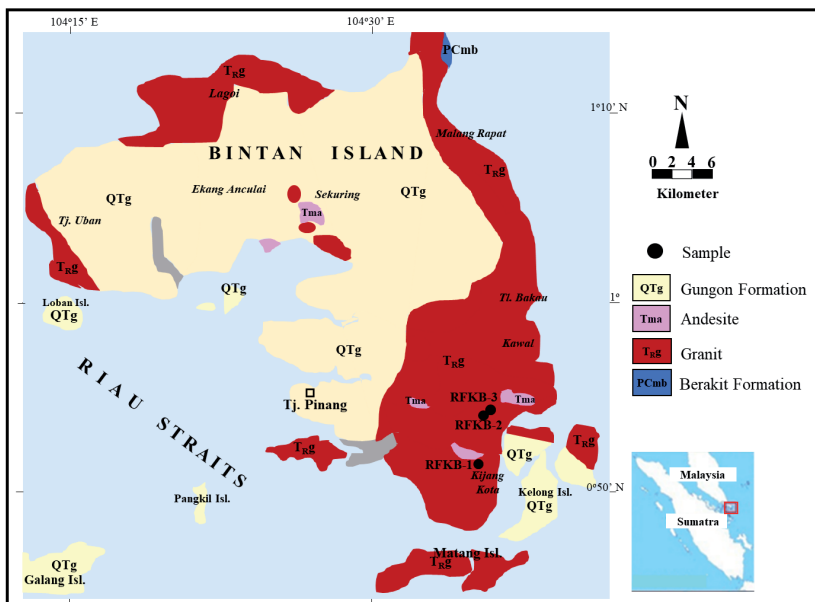 104°15' E
104°30' E
PCmb
TRg
Lagoi
1°10' N
N
Malang Rapat
BINTAN ISLAND
TRg
0 2 4 6
Kilometer
QTg
Ekang Anculai
Sekuring
QTg
Tma
Tj. Uban
Sample
TRg
QTg
QTg Gungon Formation
Loban Isl.
QTg
Tl. Bakau
1°
Tma Andesite
Kawal
QTg
TRg
TRg Granit
RIAU STRAITS
PCmb Berakit Formation
Tj. Pinang
Tma
RFKB-3
Tma
RFKB-2
TRg
TRg
QTg
RFKB-1
Kijang
Kota
Malaysia
Pangkil Isl.
Kelong Isl.
QTg
0°50' N
Sumatra
Matang Isl.
TRg
QTg
Galang Isl.